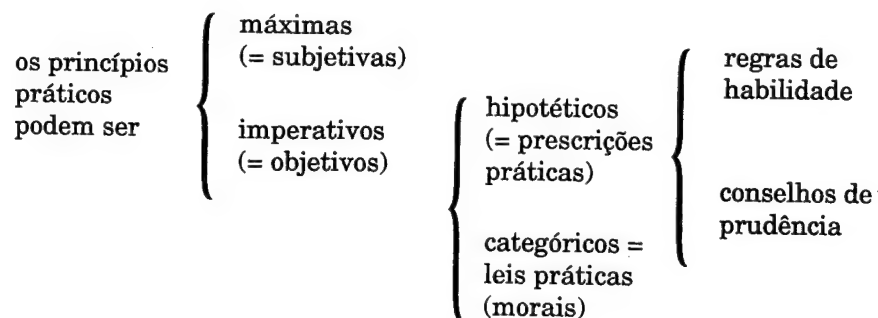 os princípios
práticos
podem ser
máximas
(= subjetivas)
imperativos
(= objetivos)
hipotéticos
(= prescrições
práticas)
categóricos =
leis práticas
(morais)
regras de
habilidade
conselhos de
prudência